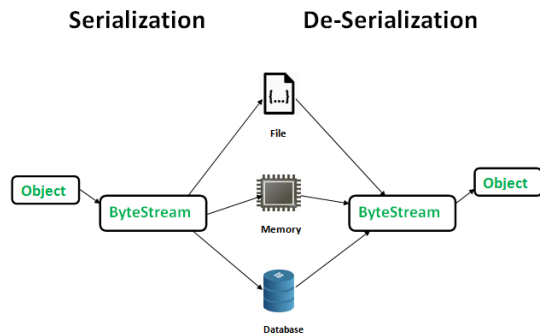 Serialization
De-Serialization
{...}
File
Object
ByteStream
Memory
ByteStream
Object
Database